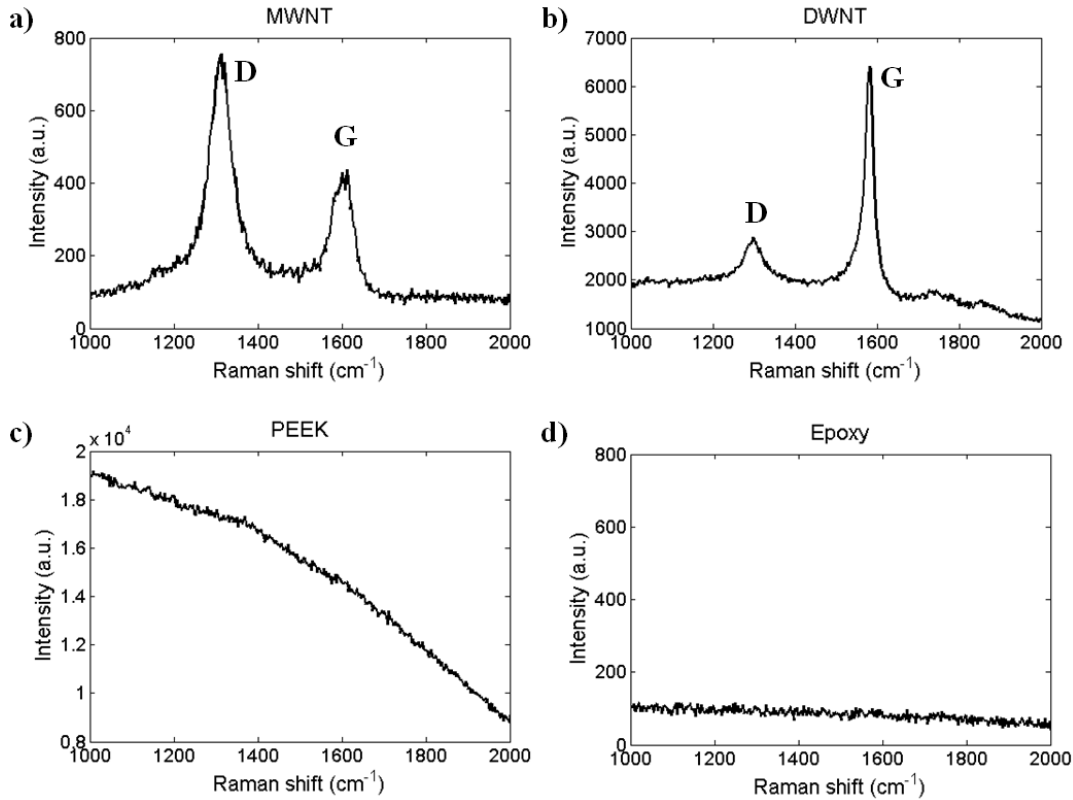 a)
MWNT
800
600
400
200
0
Intensity (a.u.)
D
G
1000 1200 1400 1600 1800 2000
Raman shift (cm⁻¹)
b)
DWNT
7000
6000
5000
4000
3000
2000
1000
Intensity (a.u.)
D
G
1000 1200 1400 1600 1800 2000
Raman shift (cm⁻¹)
c)
PEEK
x 10⁴
2
1.8
1.6
1.4
1.2
1
0.8
Intensity (a.u.)
1000 1200 1400 1600 1800 2000
Raman shift (cm⁻¹)
d)
Epoxy
800
600
400
200
100
0
Intensity (a.u.)
1000 1200 1400 1600 1800 2000
Raman shift (cm⁻¹)